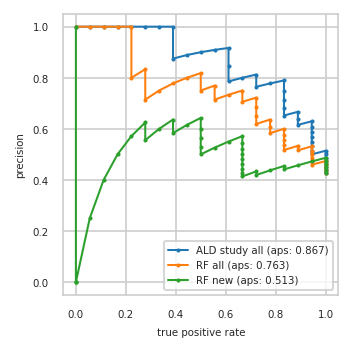 1.0
0.8
0.6
0.4
0.2
0.0
precision
0.0 0.2 0.4 0.6 0.8 1.0
true positive rate
ALD study all (aps: 0.867)
RF all (aps: 0.763)
RF new (aps: 0.513)